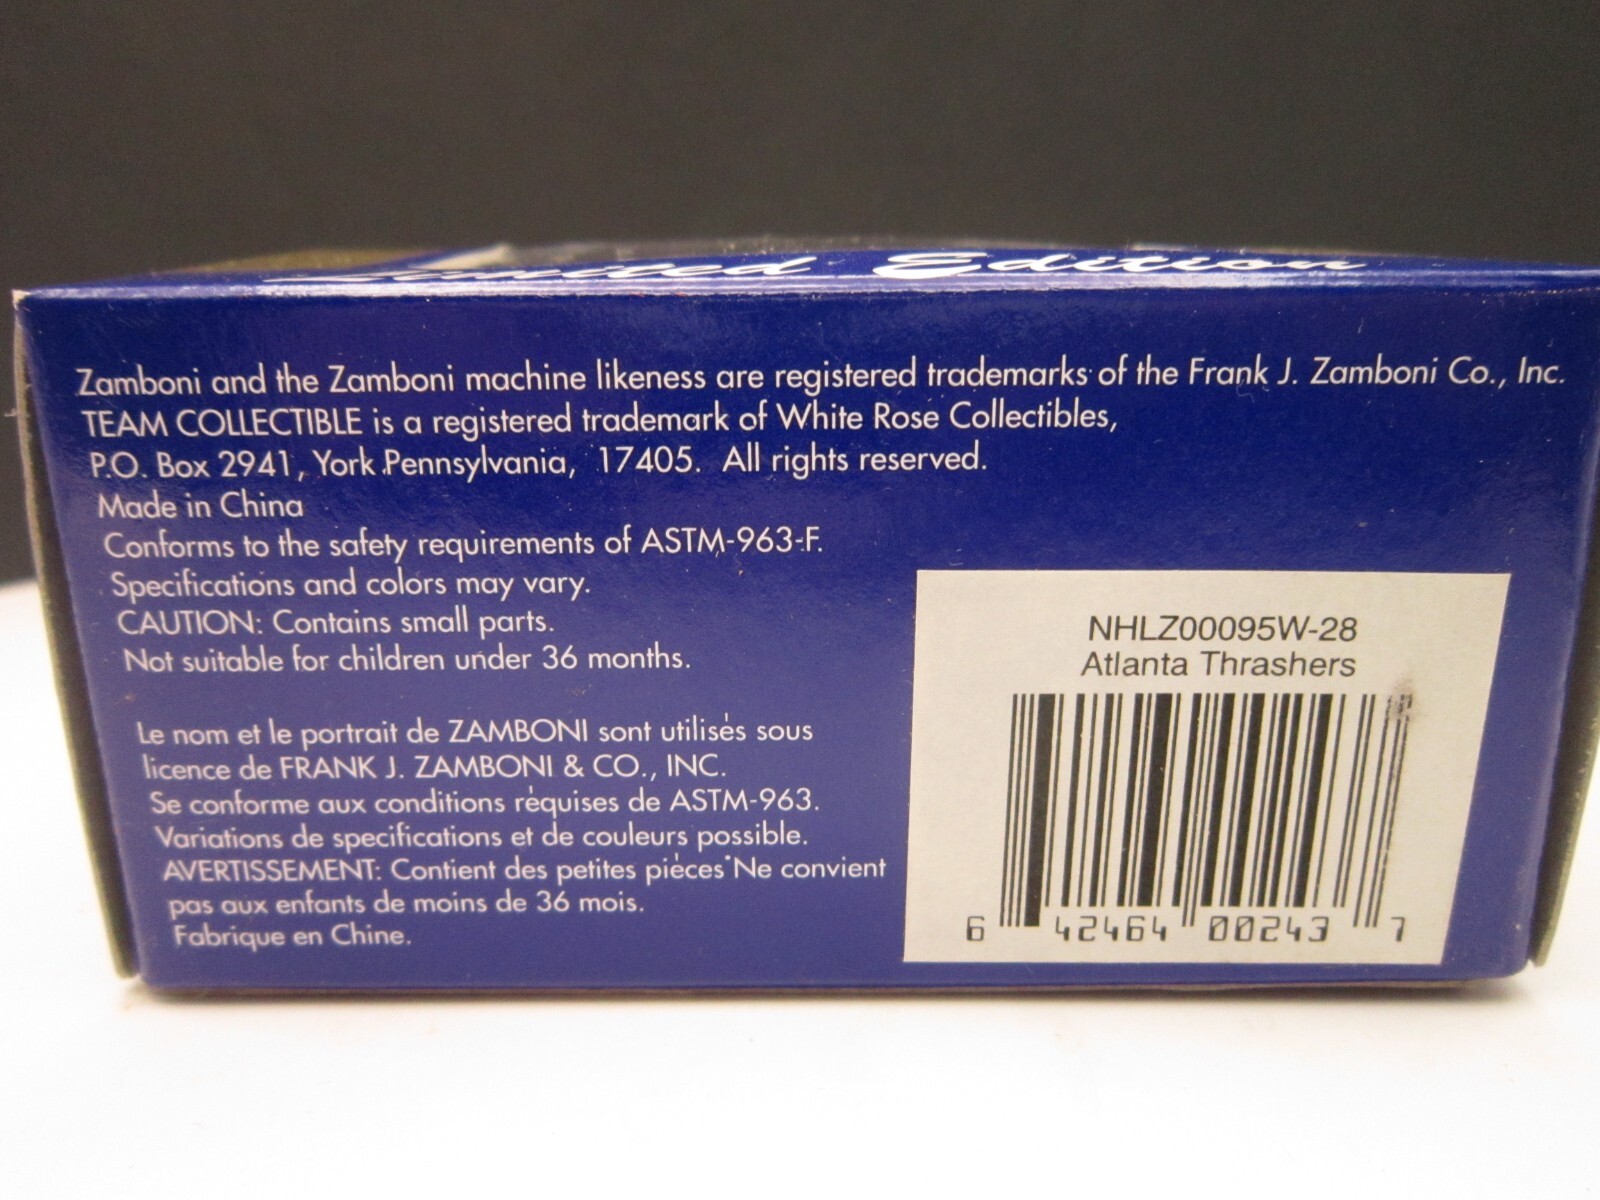 Limited Edition
Zamboni and the Zamboni machine likeness are registered trademarks of the Frank J. Zamboni Co., Inc.
TEAM COLLECTIBLE is a registered trademark of White Rose Collectibles,
P.O. Box 2941, York Pennsylvania, 17405. All rights reserved.
Made in China
Conforms to the safety requirements of ASTM-963-F.
Specifications and colors may vary.
CAUTION: Contains small parts.
Not suitable for children under 36 months.
Le nom et le portrait de ZAMBONI sont utilisés sous
licence de FRANK J. ZAMBONI & CO., INC.
Se conforme aux conditions réquises de ASTM-963.
Variations de specifications et de couleurs possible.
AVERTISSEMENT: Contient des petites pièces Ne convient
pas aux enfants de moins de 36 mois.
Fabrique en Chine.
NHLZ00095W-28
Atlanta Thrashers
6 42464 00243 7